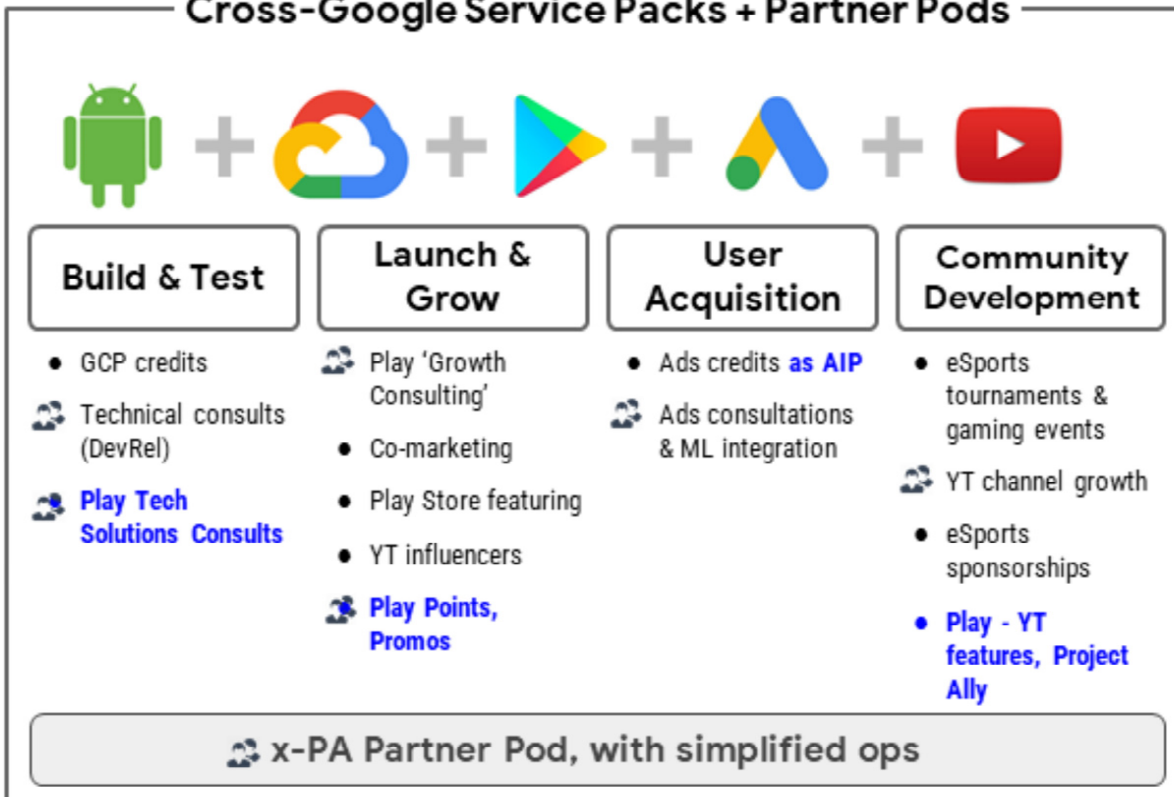 Cross-Google Service Packs + Partner Pods
Build & Test
GCP credits
Technical consults
(DevRel)
Play Tech
Solutions Consults
Launch &
Grow
Play ‘Growth
Consulting’
Co-marketing
Play Store featuring
YT influencers
Play Points,
Promos
User
Acquisition
Ads credits as AIP
Ads consultations
& ML integration
Community
Development
eSports
tournaments &
gaming events
YT channel growth
eSports
sponsorships
Play - YT
features, Project
Ally
x-PA Partner Pod, with simplified ops